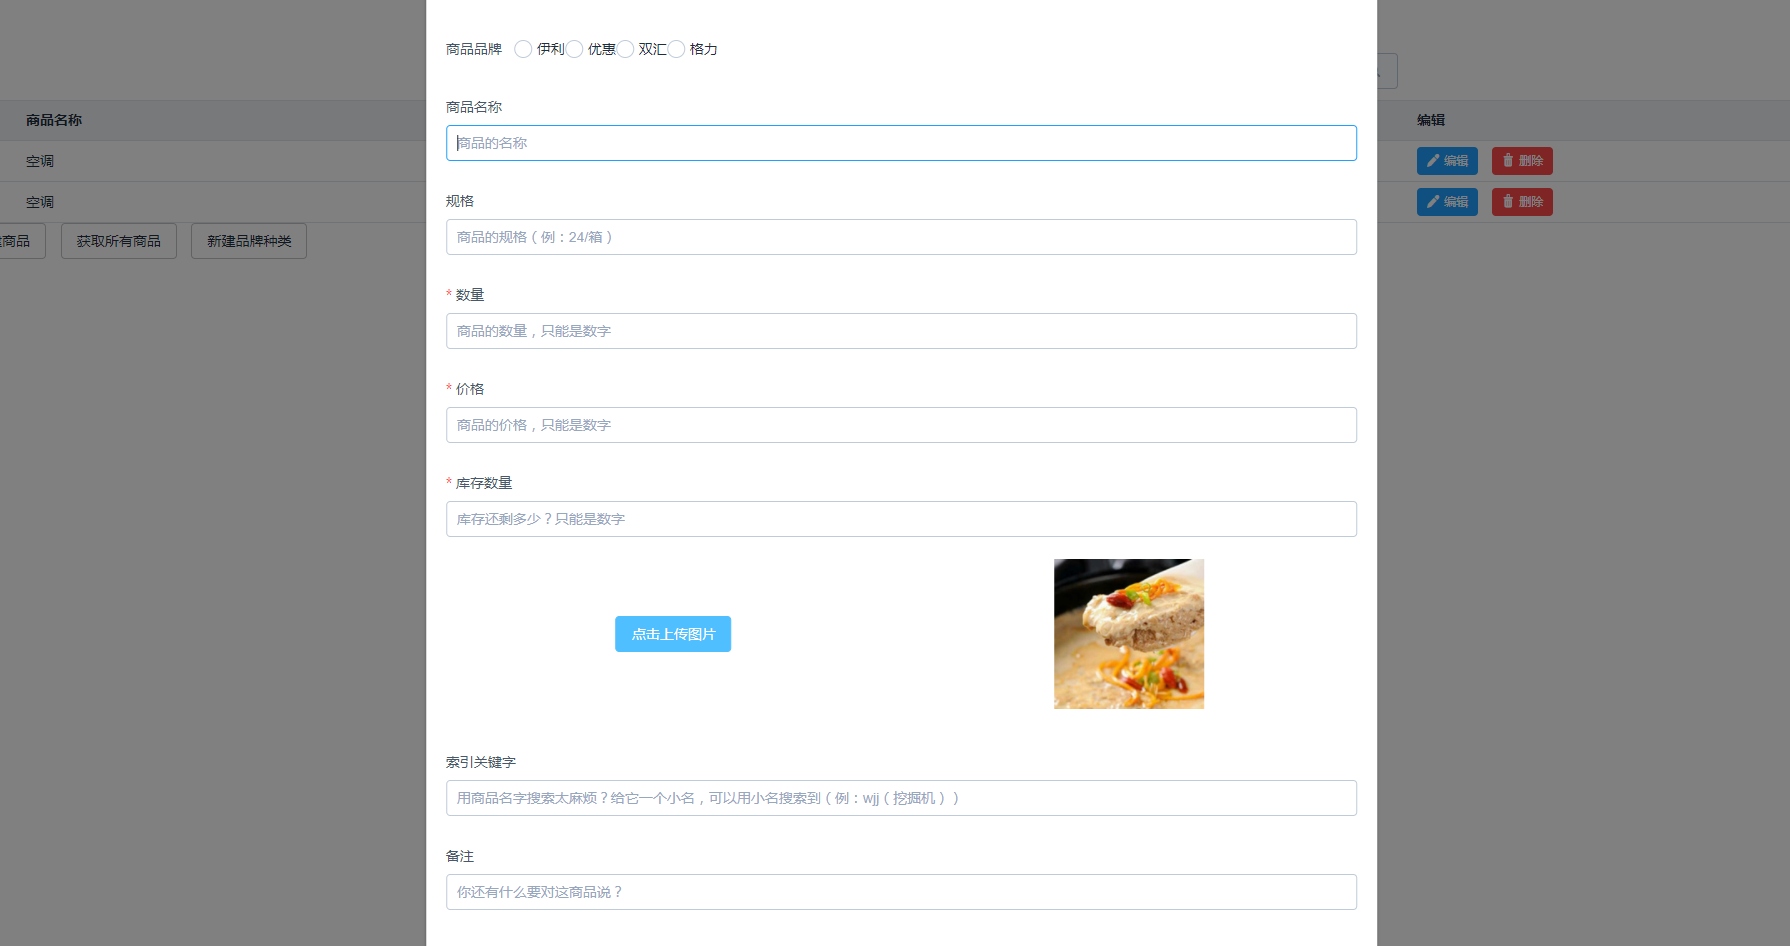 商品品牌 伊利 优惠 双汇 格力
商品名称
商品的名称
规格
商品的规格（例：24/箱）
* 数量
商品的数量，只能是数字
* 价格
商品的价格，只能是数字
* 库存数量
库存还剩多少？只能是数字
点击上传图片
索引关键字
用商品名字搜索太麻烦？给它一个小名，可以用小名搜索到（例：wjj（挖掘机））
备注
你还有什么要对这商品说？
商品名称 编辑
空调 编辑 删除
空调 编辑 删除
商品 获取所有商品 新建品牌种类